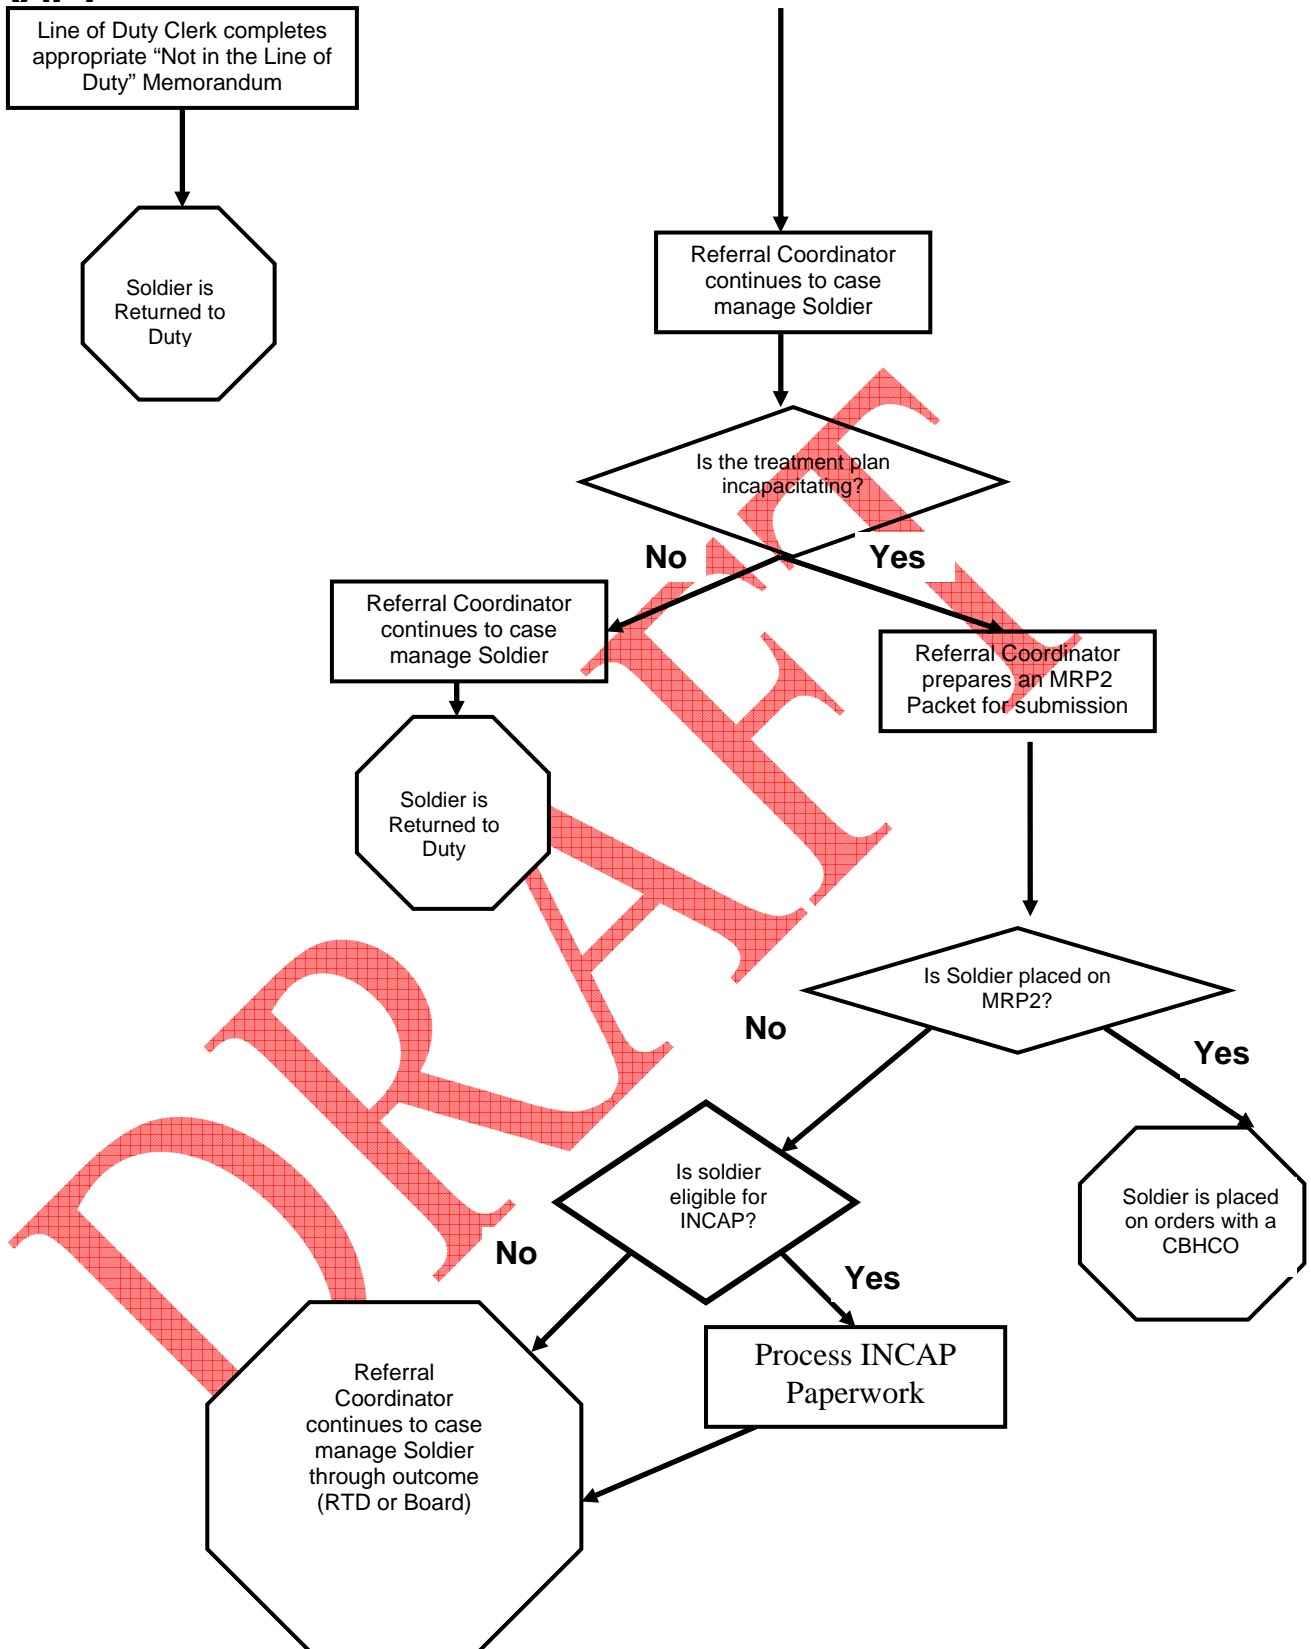 Line of Duty Clerk completes
appropriate “Not in the Line of
Duty” Memorandum
Soldier is
Returned to
Duty
Referral Coordinator
continues to case
manage Soldier
Is the treatment plan
incapacitating?
No
Yes
Referral Coordinator
continues to case
manage Soldier
Referral Coordinator
prepares an MRP2
Packet for submission
Soldier is
Returned to
Duty
Is Soldier placed on
MRP2?
No
Yes
Is soldier
eligible for
INCAP?
Soldier is placed
on orders with a
CBHCO
No
Yes
Process INCAP
Paperwork
Referral
Coordinator
continues to case
manage Soldier
through outcome
(RTD or Board)
DRAFT